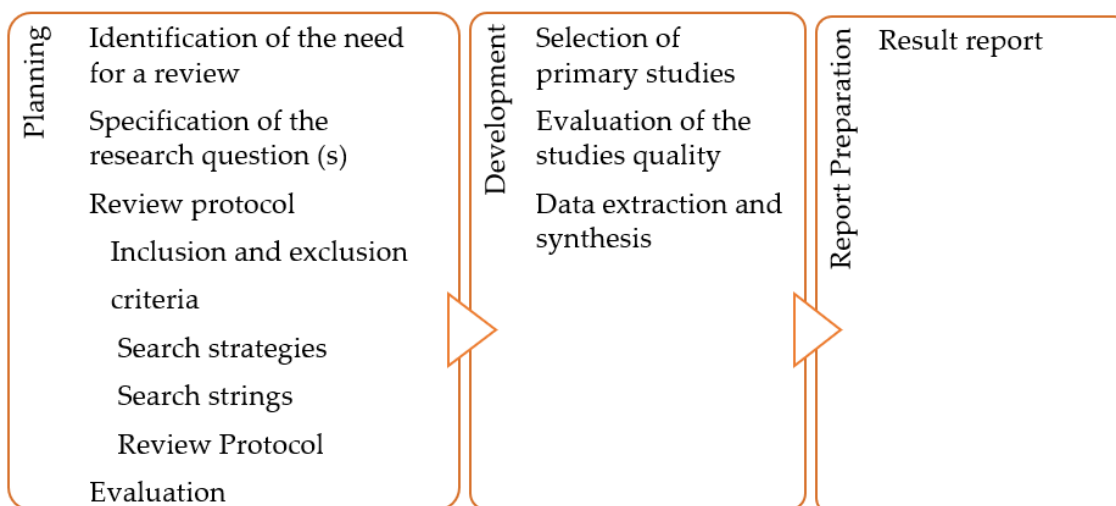 Planning
Identification of the need
for a review
Specification of the
research question (s)
Review protocol
Inclusion and exclusion
criteria
Search strategies
Search strings
Review Protocol
Evaluation
Development
Selection of
primary studies
Evaluation of the
studies quality
Data extraction and
synthesis
Report Preparation
Result report